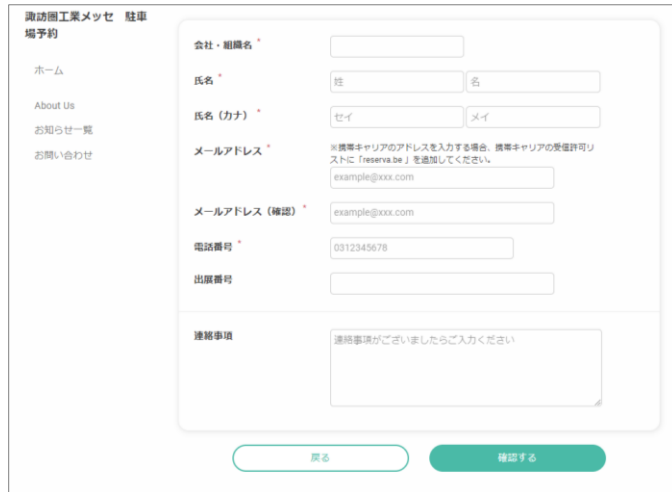 諏訪圏工業メッセ　駐車
場予約
ホーム
About Us
お知らせ一覧
お問い合わせ
会社・組織名 *
氏名 *
姓
名
氏名（カナ） *
セイ
メイ
メールアドレス *
※携帯キャリアのアドレスを入力する場合、携帯キャリアの受信許可リ
ストに「reserva.be 」を追加してください。
example@xxx.com
メールアドレス（確認） *
example@xxx.com
電話番号 *
0312345678
出展番号
連絡事項
連絡事項がございましたらご入力ください
戻る
確認する